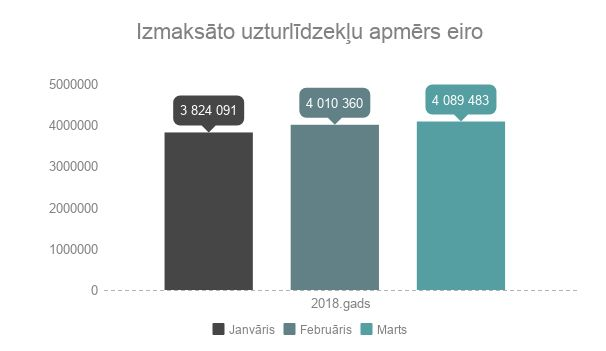 Izmaksāto uzturlīdzekļu apmērs eiro
5000000
4000000
3000000
2000000
1000000
0
3 824 091
4 010 360
4 089 483
2018.gads
Janvāris Februāris Marts